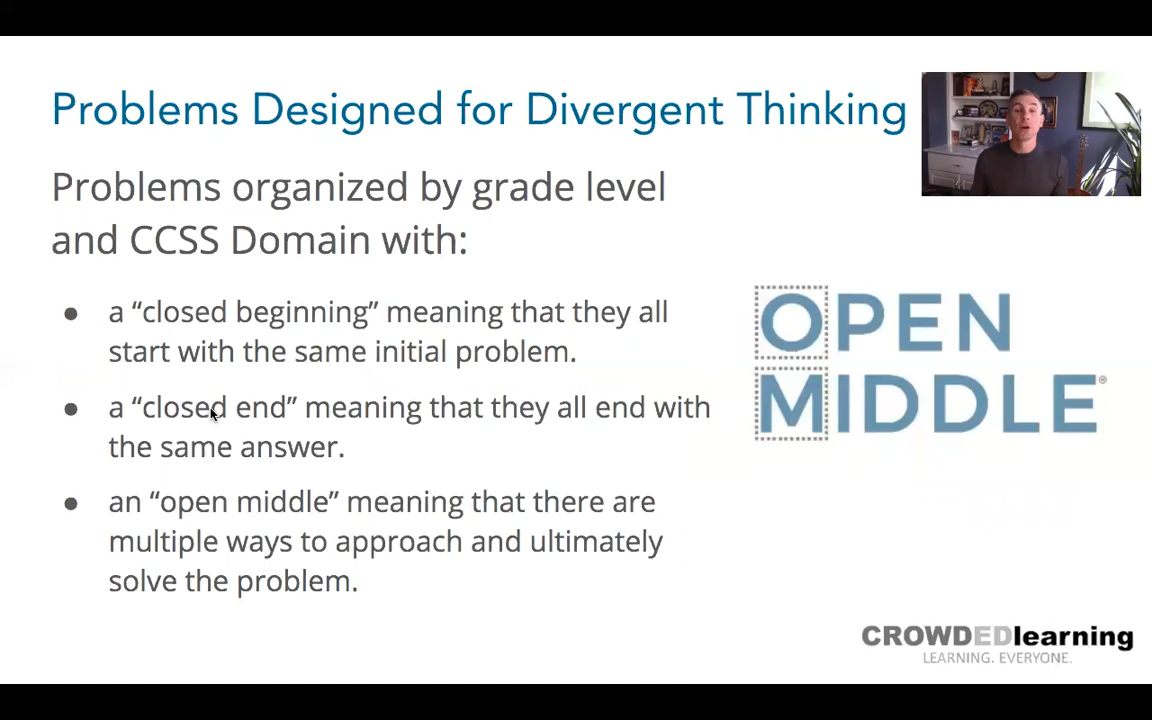 Problems Designed for Divergent Thinking
Problems organized by grade level
and CCSS Domain with:
● a “closed beginning” meaning that they all
start with the same initial problem.
● a “closed end” meaning that they all end with
the same answer.
● an “open middle” meaning that there are
multiple ways to approach and ultimately
solve the problem.
OPEN
MIDDLE®
CROWDEDlearning
LEARNING. EVERYONE.